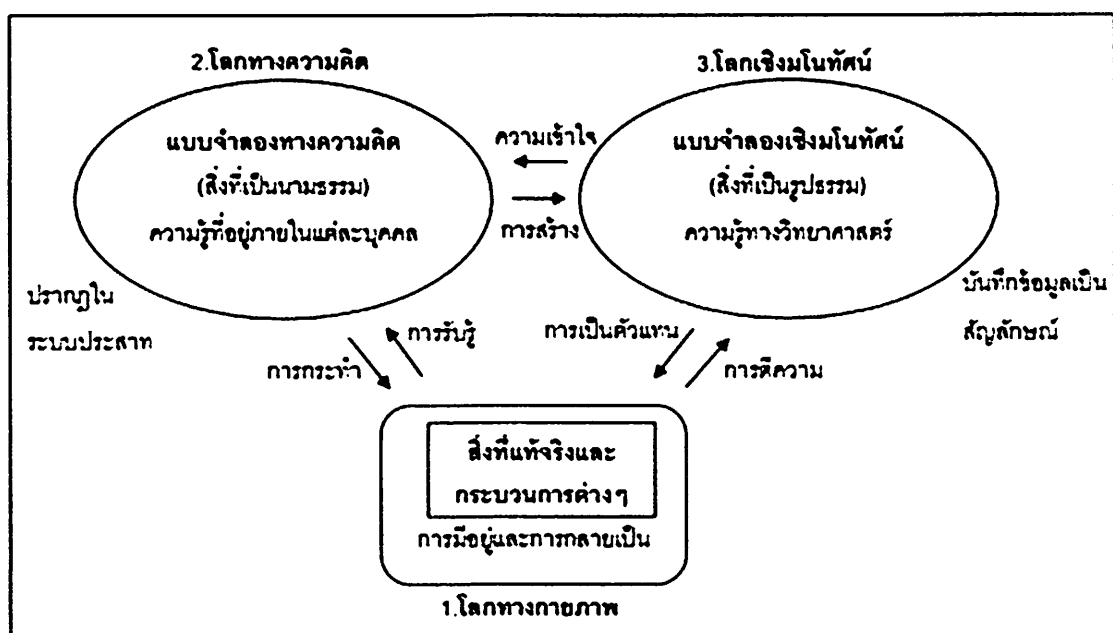 2.โลกทางความคิด
3.โลกเชิงมโนทัศน์
แบบจำลองทางความคิด
(สิ่งที่เป็นนามธรรม)
ความรู้ที่อยู่ภายในแต่ละบุคคล
ความเข้าใจ
การสร้าง
แบบจำลองเชิงมโนทัศน์
(สิ่งที่เป็นรูปธรรม)
ความรู้ทางวิทยาศาสตร์
ปรากฏใน
ระบบประสาท
บันทึกข้อมูลเป็น
สัญลักษณ์
การรับรู้
การกระทำ
การเป็นตัวแทน
การตีความ
สิ่งที่แท้จริงและ
กระบวนการต่างๆ
การมีอยู่และการกลายเป็น
1.โลกทางกายภาพ